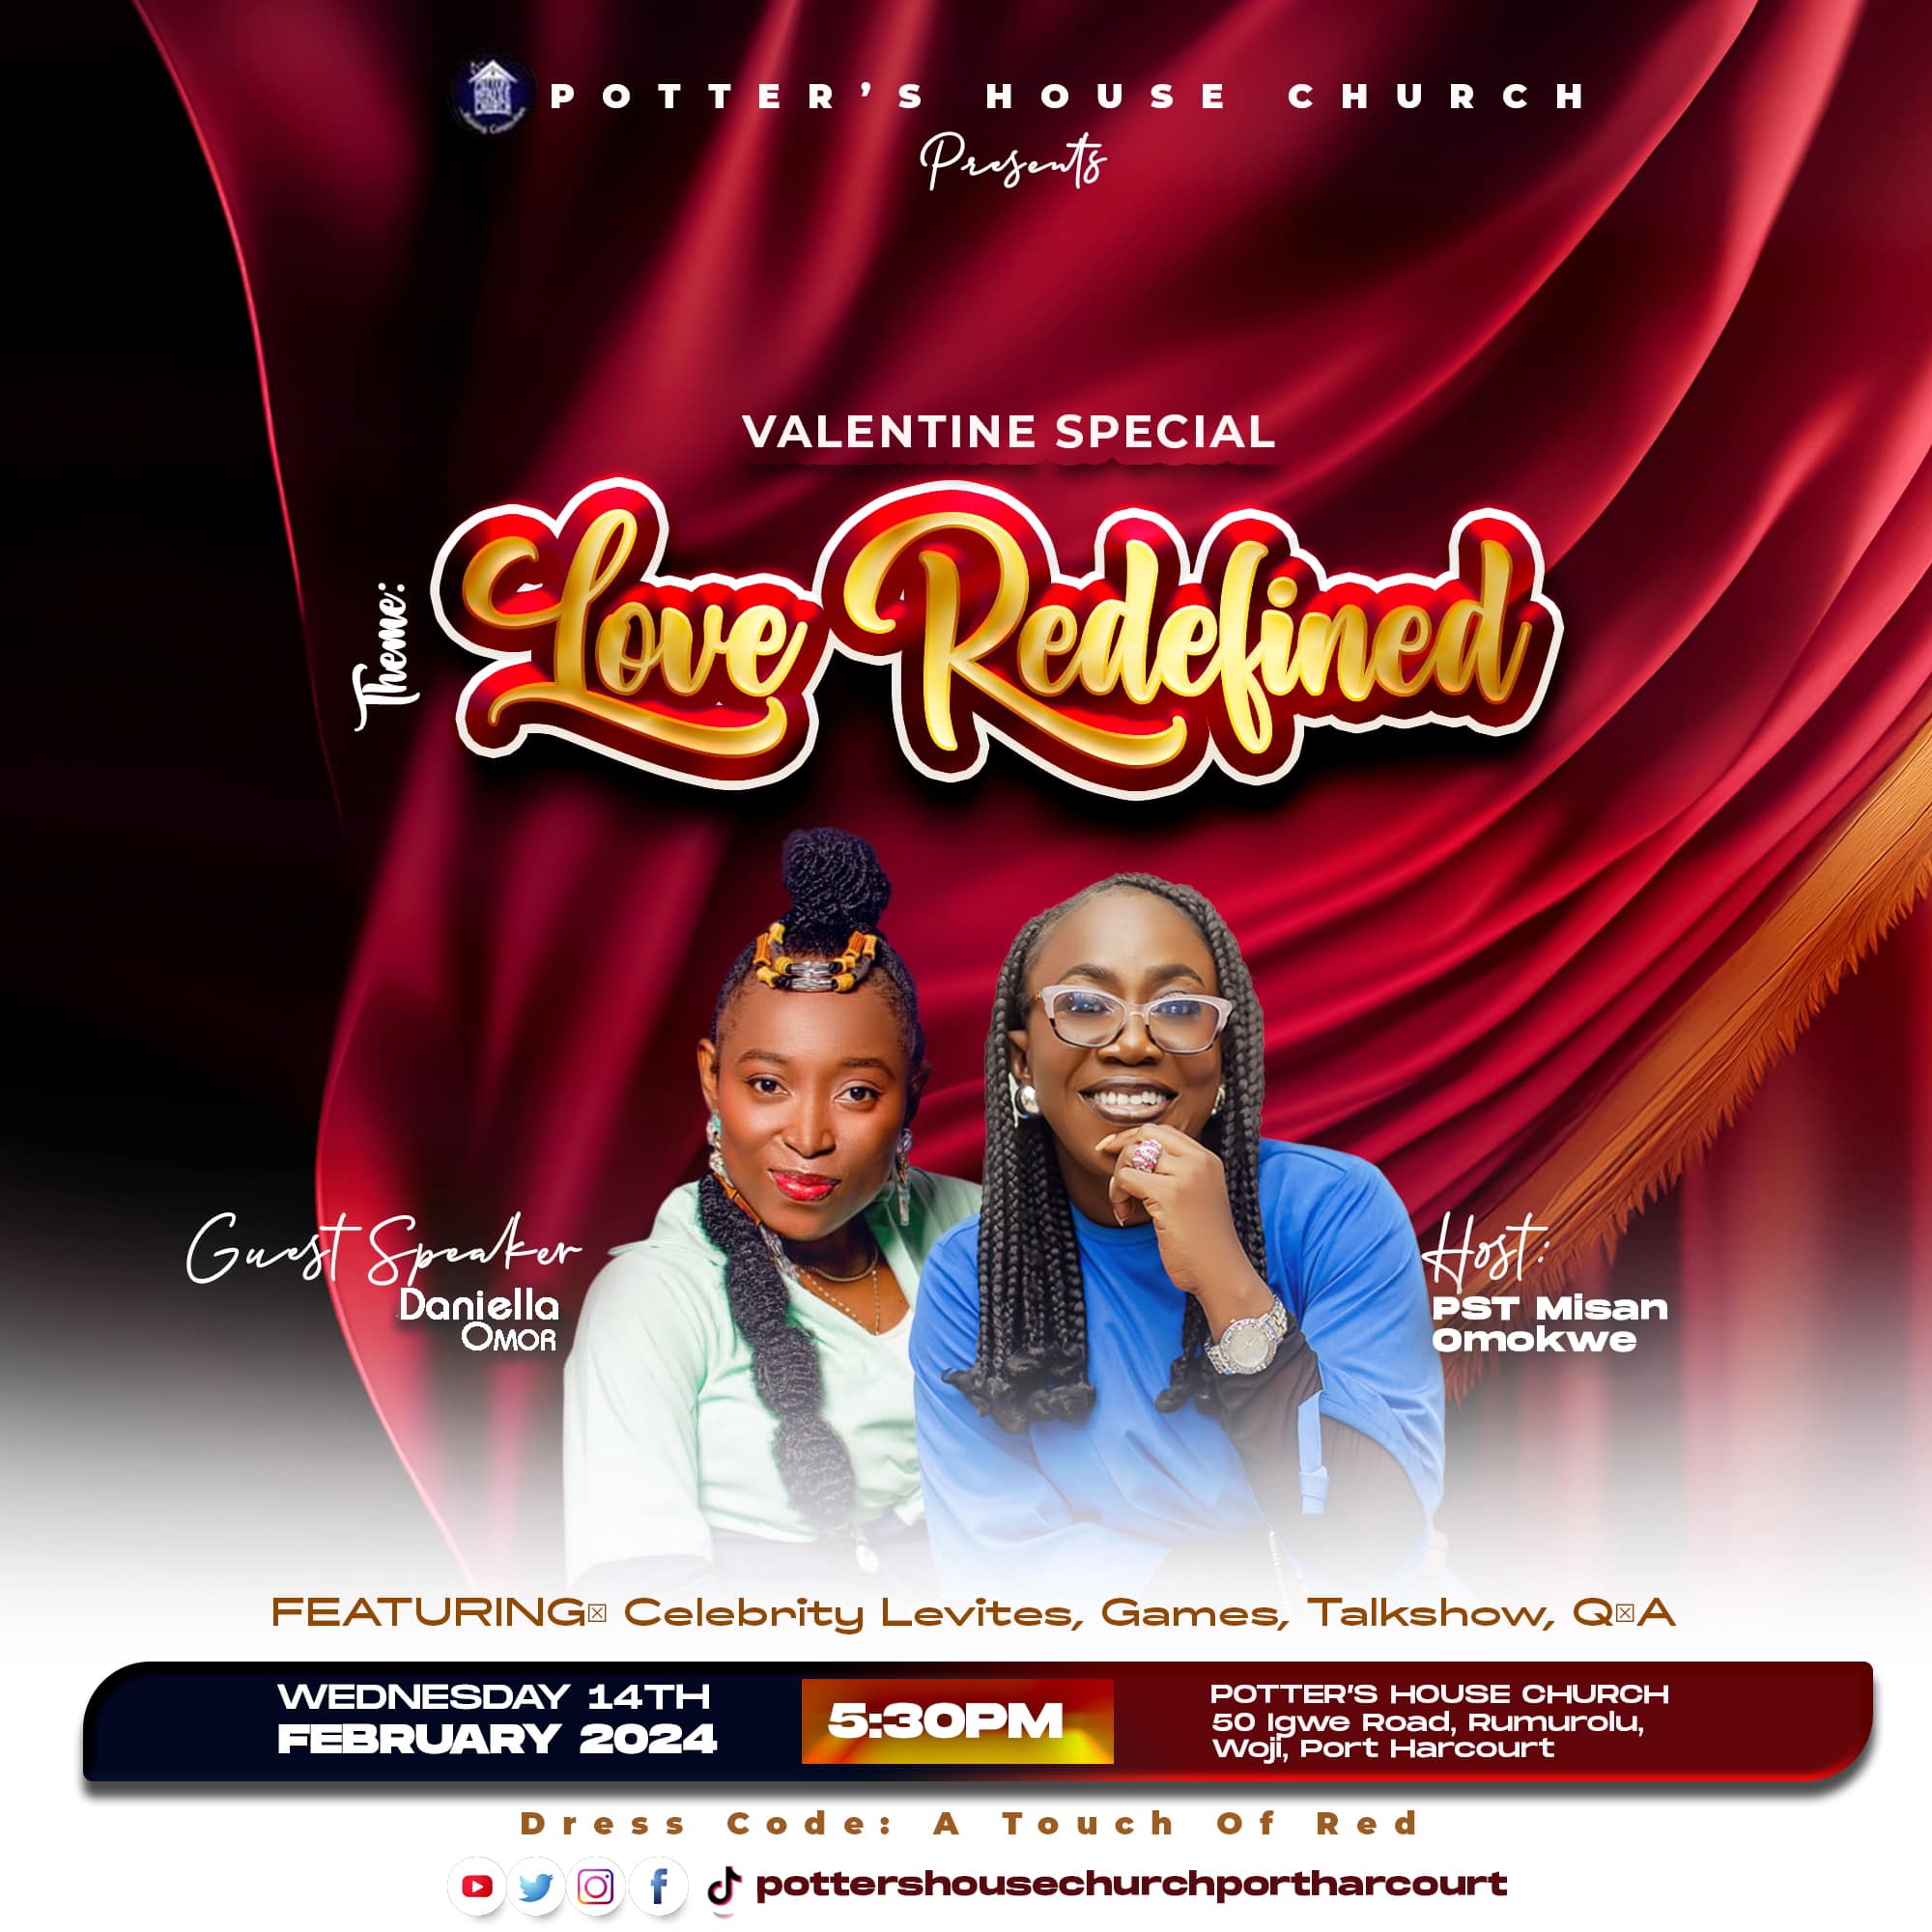 POTTER'S HOUSE CHURCH
Presents
VALENTINE SPECIAL
Theme:
Love Redefined
Guest Speaker
Daniella
Omor
Host:
PST Misan
Omokwe
FEATURING☒ Celebrity Levites, Games, Talkshow, Q☒A
WEDNESDAY 14TH
FEBRUARY 2024
5:30PM
POTTER'S HOUSE CHURCH
50 Igwe Road, Rumurolu,
Woji, Port Harcourt
Dress Code: A Touch Of Red
pottershousechurchportharcourt